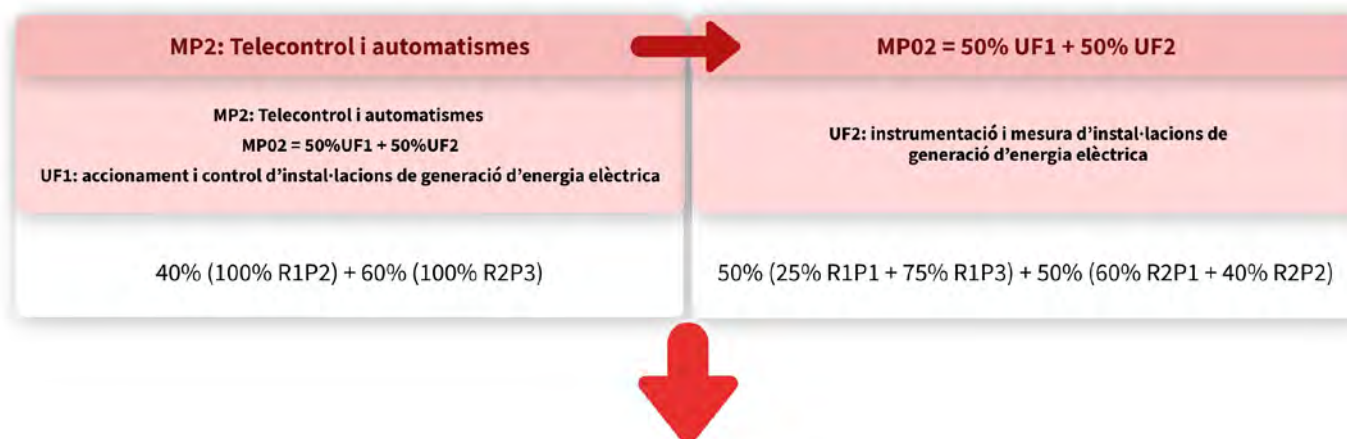 MP2: Telecontrol i automatismes
MP02 = 50% UF1 + 50% UF2
MP2: Telecontrol i automatismes
MP02 = 50%UF1 + 50%UF2
UF1: accionament i control d’instal·lacions de generació d’energia elèctrica
UF2: instrumentació i mesura d’instal·lacions de
generació d’energia elèctrica
40% (100% R1P2) + 60% (100% R2P3)
50% (25% R1P1 + 75% R1P3) + 50% (60% R2P1 + 40% R2P2)